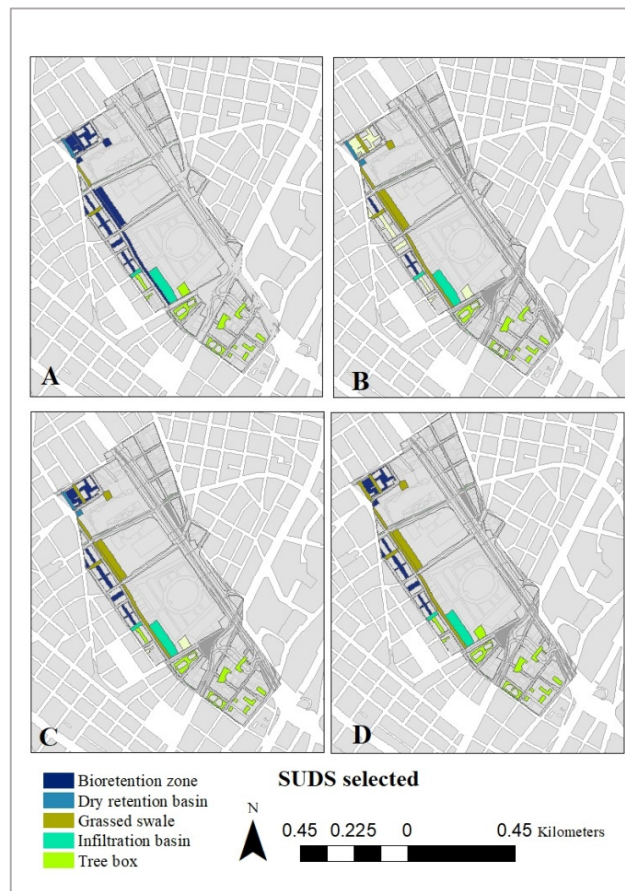 A
B
C
D
Bioretention zone
Dry retention basin
Grassed swale
Infiltration basin
Tree box
SUDS selected
N
0.45 0.225 0 0.45 Kilometers